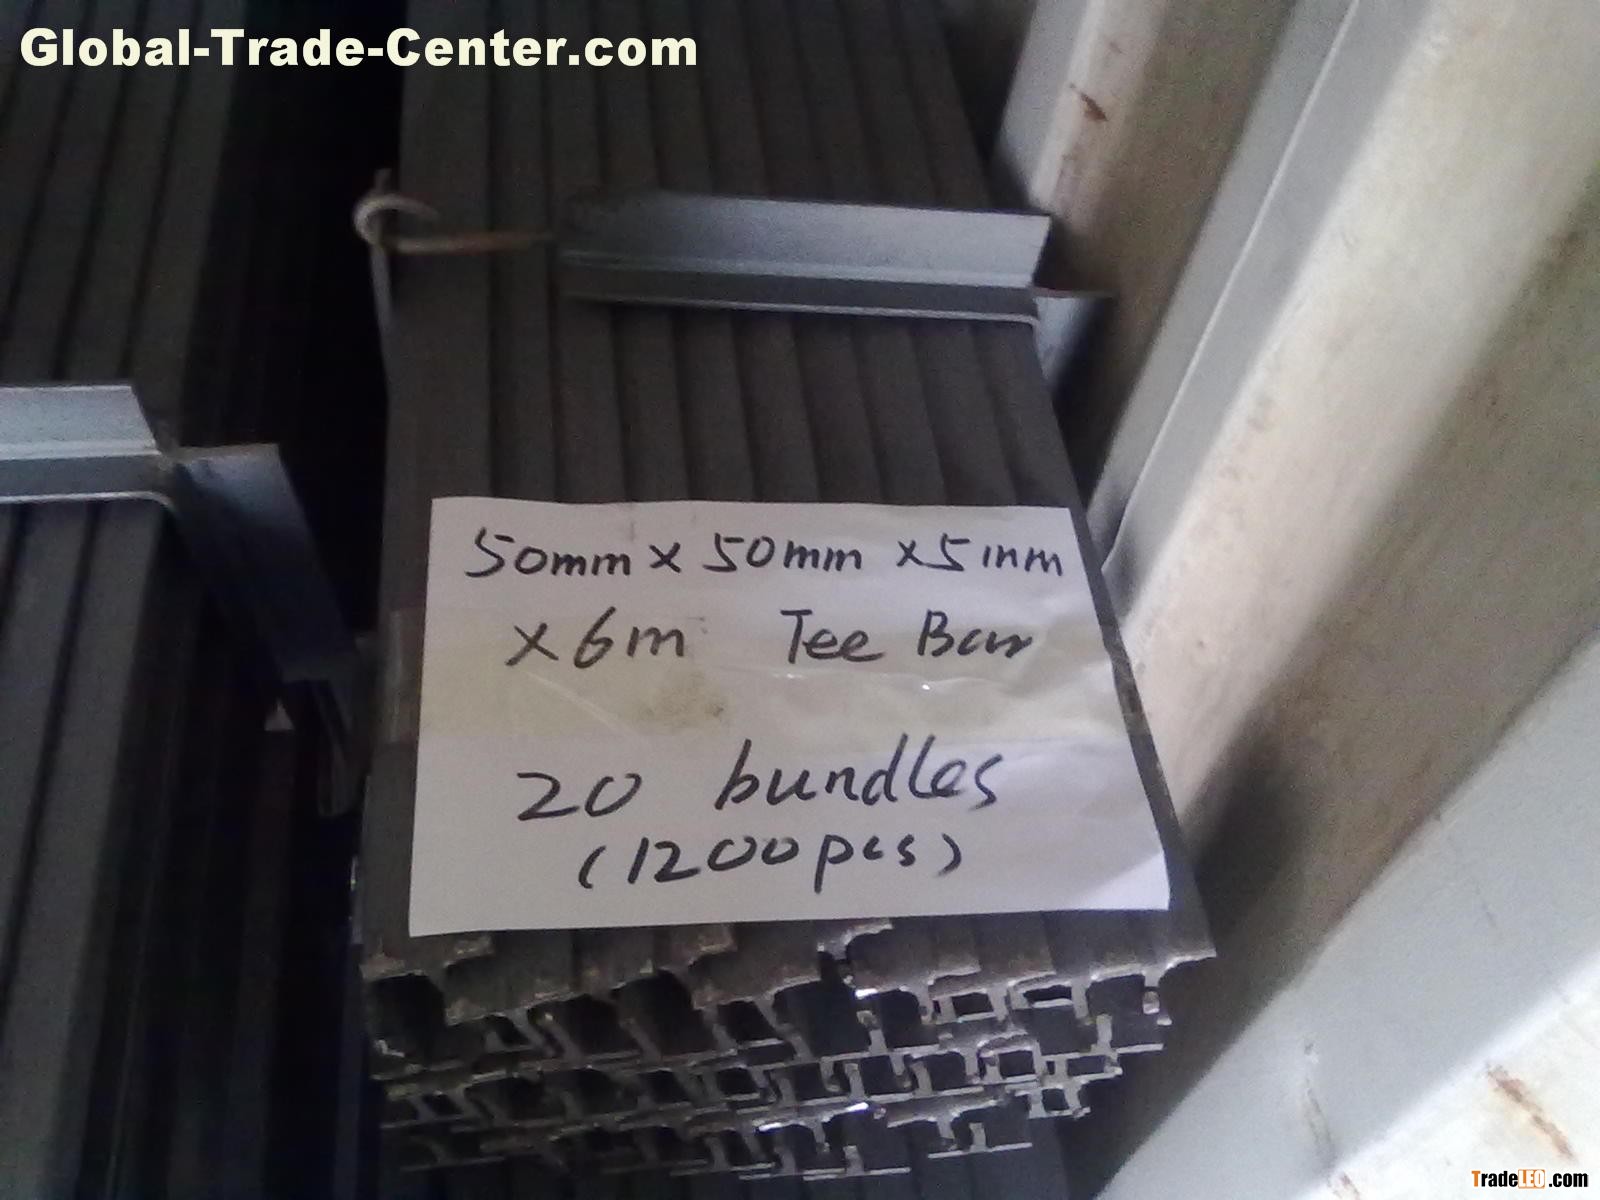 Global-Trade-Center.com
50mm x 50mm x 5mm
x 6m Tee Bar
20 bundles
(1200pcs)
TradeLEO.com